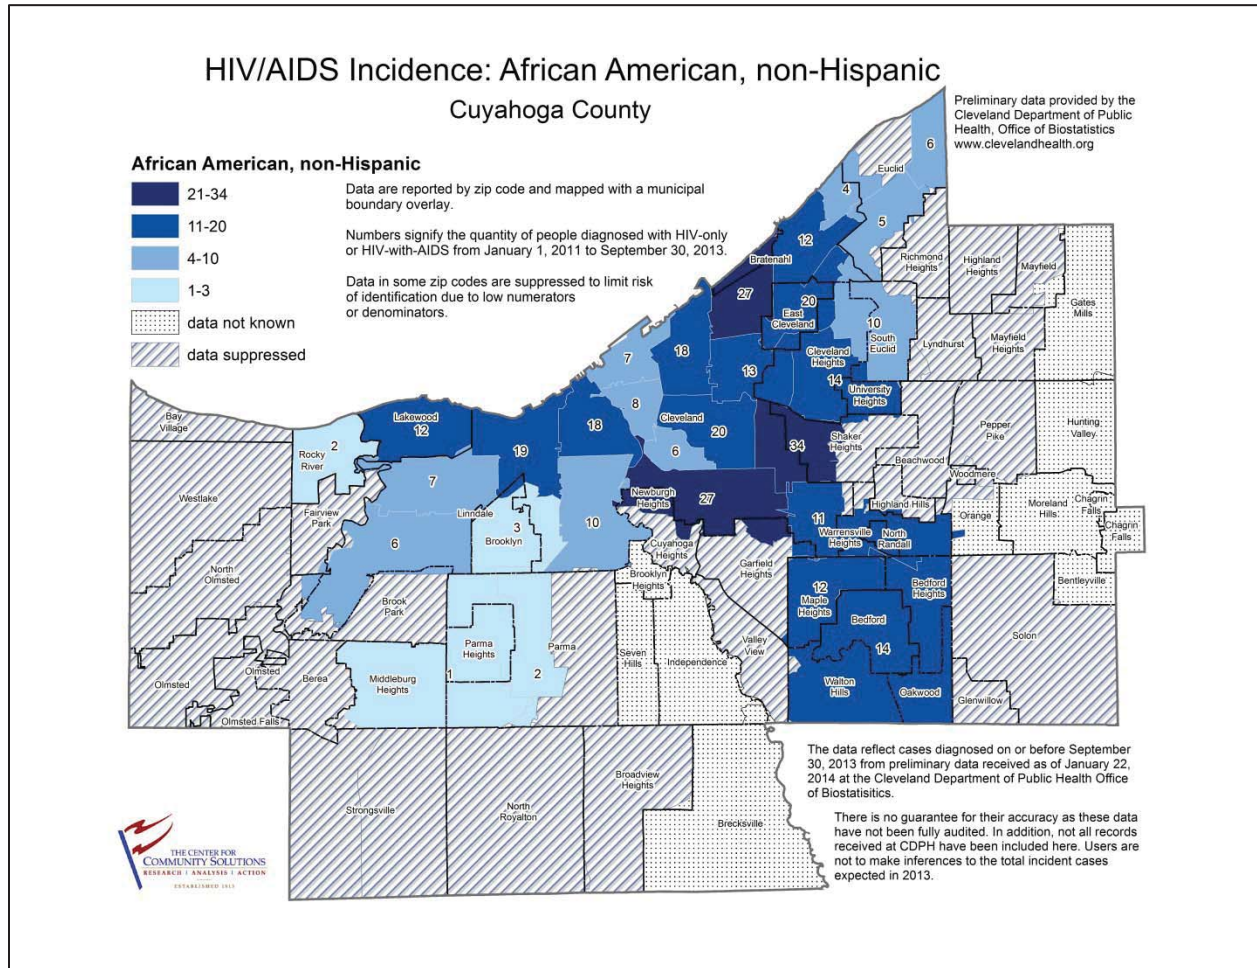 HIV/AIDS Incidence: African American, non-Hispanic
Cuyahoga County
Preliminary data provided by the
Cleveland Department of Public
Health, Office of Biostatistics
www.clevelandhealth.org
African American, non-Hispanic
21-34
11-20
4-10
1-3
data not known
data suppressed
Data are reported by zip code and mapped with a municipal
boundary overlay.
Numbers signify the quantity of people diagnosed with HIV-only
or HIV-with-AIDS from January 1, 2011 to September 30, 2013.
Data in some zip codes are suppressed to limit risk
of identification due to low numerators
or denominators.
6
Euclid
4
5
12
Bratenahl
Richmond
Heights
Highland
Heights
Mayfield
Gates
Mills
27
20
East
Cleveland
10
South
Euclid
Lyndhurst
Mayfield
Heights
7
18
13
Cleveland
Heights
14
University
Heights
8
Cleveland
20
6
18
19
Lakewood
12
Bay
Village
2
Rocky
River
34
Shaker
Heights
Beachwood
Pepper
Pike
Hunting
Valley
Woodmere
Westlake
7
Fairview
Park
Linndale
Newburgh
Heights
27
Highland Hills
Orange
Moreland
Hills
Chagrin
Falls
Chagrin
Falls
3
Brooklyn
10
11
Warrensville
Heights
North
Randall
6
Cuyahoga
Heights
Garfield
Heights
North
Olmsted
Brooklyn
Heights
Bentleyville
Brook
Park
12
Maple
Heights
Bedford
Heights
Bedford
14
Solon
Parma
Heights
Parma
Valley
View
Seven
Hills
Independence
Olmsted
Olmsted
Berea
Middleburg
Heights
1
2
Walton
Hills
Oakwood
Glenwillow
Olmsted Falls
Strongsville
North
Royalton
Broadview
Heights
Brecksville
The data reflect cases diagnosed on or before September
30, 2013 from preliminary data received as of January 22,
2014 at the Cleveland Department of Public Health Office
of Biostatisitics.
There is no guarantee for their accuracy as these data
have not been fully audited. In addition, not all records
received at CDPH have been included here. Users are
not to make inferences to the total incident cases
expected in 2013.
THE CENTER FOR
COMMUNITY SOLUTIONS
RESEARCH | ANALYSIS | ACTION
ESTABLISHED 1913